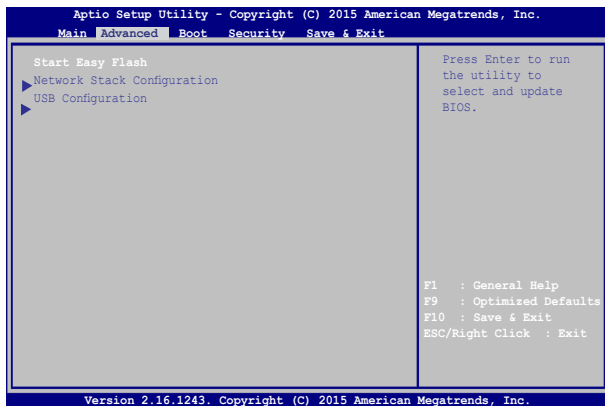 Aptio Setup Utility - Copyright (C) 2015 American Megatrends, Inc.
Main Advanced Boot Security Save & Exit
Start Easy Flash
Network Stack Configuration
USB Configuration
Press Enter to run
the utility to
select and update
BIOS.
F1 : General Help
F9 : Optimized Defaults
F10 : Save & Exit
ESC/Right Click : Exit
Version 2.16.1243. Copyright (C) 2015 American Megatrends, Inc.